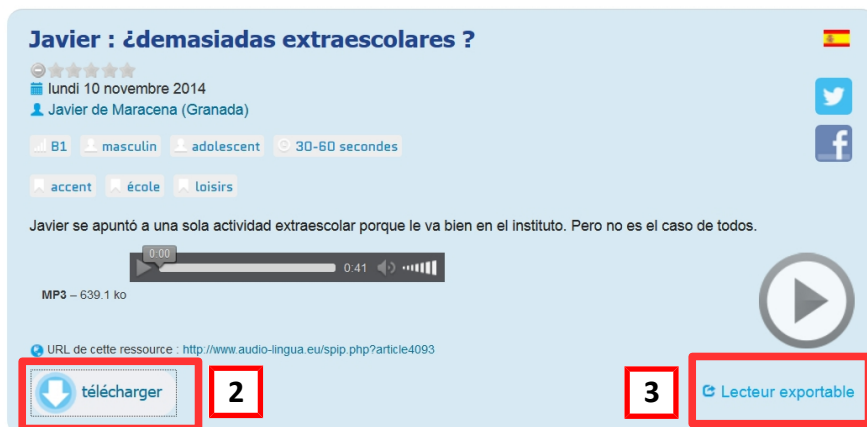 Javier : ¿demasiadas extraescolares ?
lundi 10 novembre 2014
Javier de Maracena (Granada)
B1 masculin adolescent 30-60 secondes
accent école loisirs
Javier se apuntó a una sola actividad extraescolar porque le va bien en el instituto. Pero no es el caso de todos.
0:00
0:41
MP3 – 639.1 ko
URL de cette ressource : http://www.audio-lingua.eu/spip.php?article4093
télécharger 2 3 Lecteur exportable